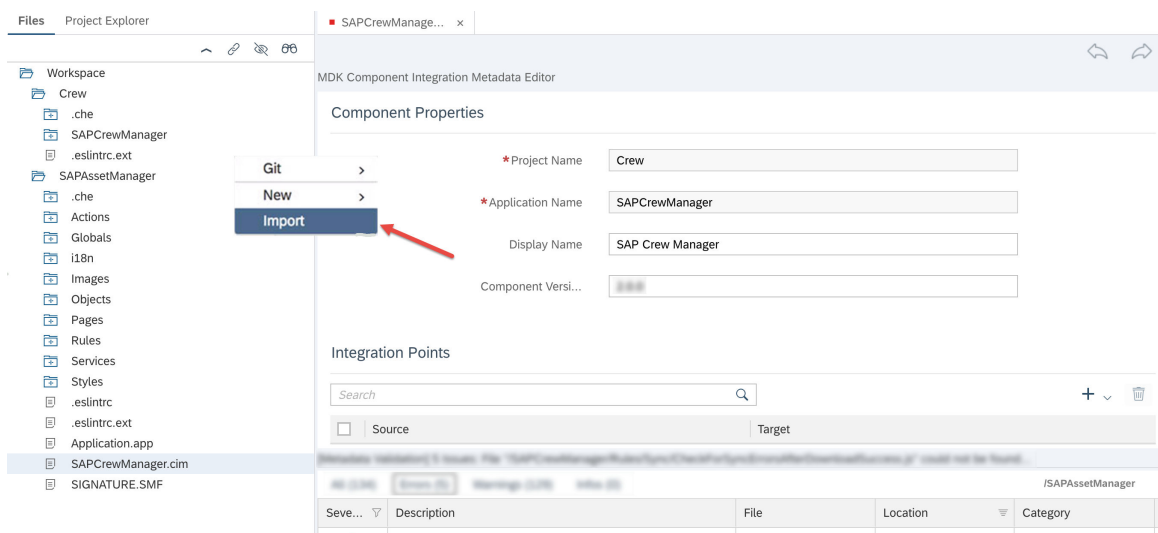 Files Project Explorer
SAPCrewManage... ×
MDK Component Integration Metadata Editor
Workspace
Crew
.che
SAPCrewManager
.eslintrc.ext
SAPAssetManager
.che
Actions
Globals
i18n
Images
Objects
Pages
Rules
Services
Styles
.eslintrc
.eslintrc.ext
Application.app
SAPCrewManager.cim
SIGNATURE.SMF
Git >
New >
Import
Component Properties
*Project Name Crew
*Application Name SAPCrewManager
Display Name SAP Crew Manager
Component Versi...
Integration Points
Search
Source Target
/SAPAssetManager
Seve... Description File Location Category